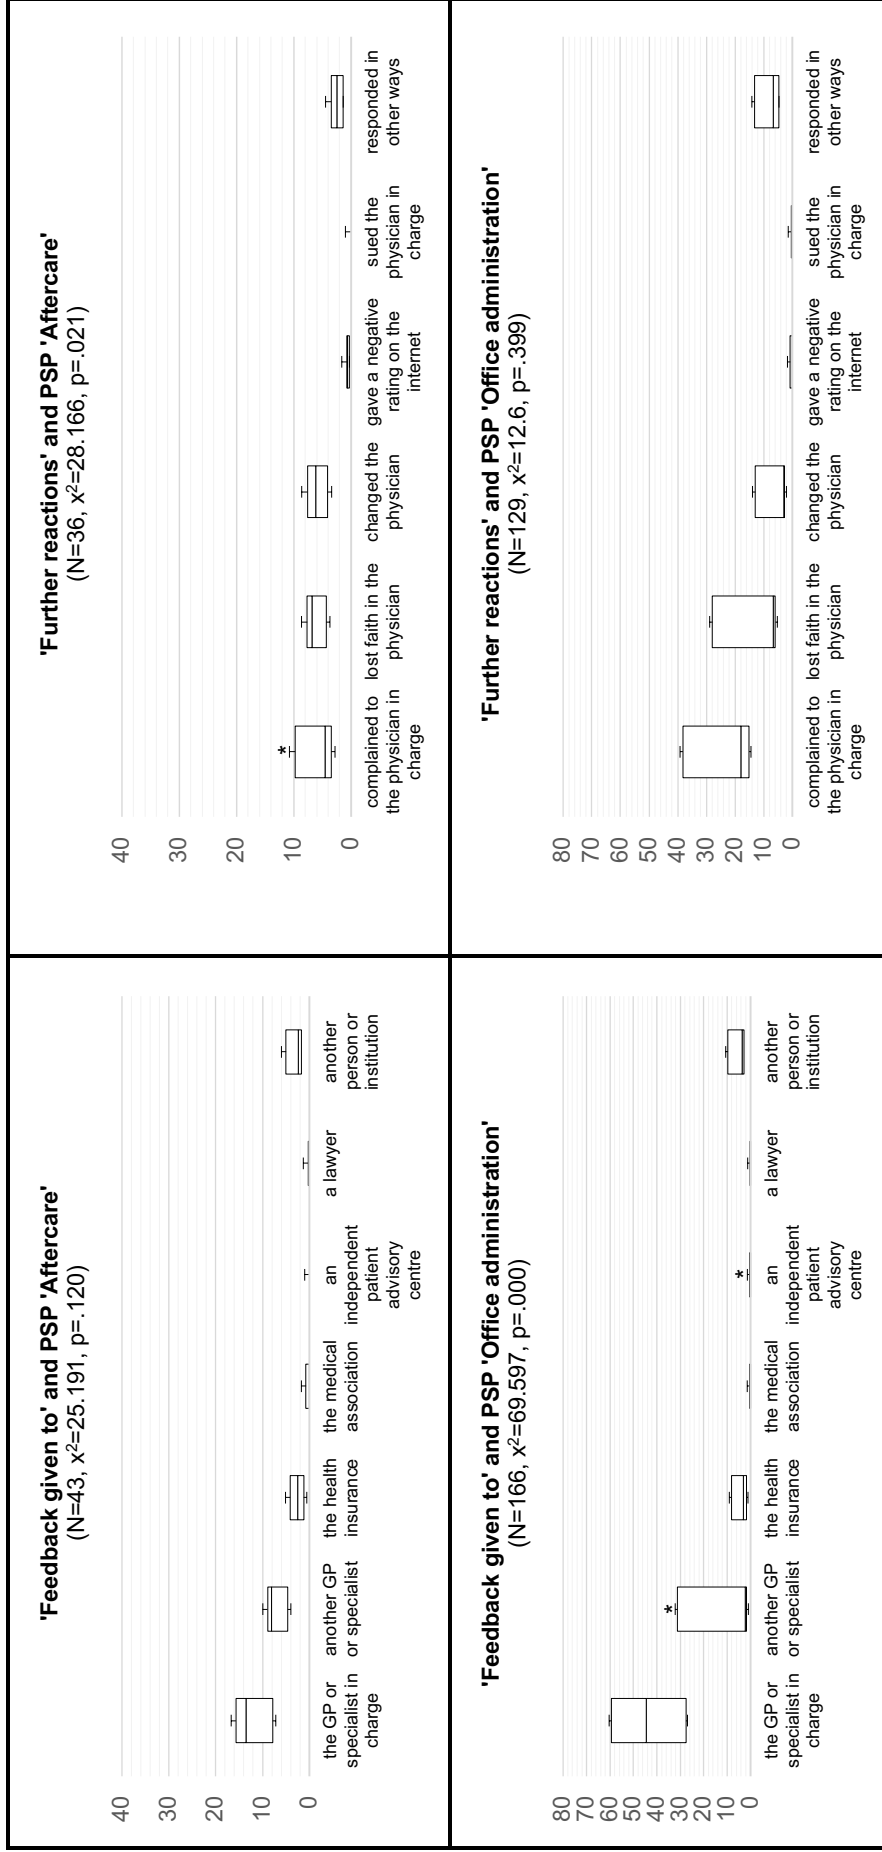 'Feedback given to' and PSP 'Aftercare'
(N=43, x²=25.191, p=.120)
40
30
20
10
0
the GP or
specialist in
charge
another GP
or specialist
the health
insurance
the medical
association
an
independent
patient
advisory
centre
a lawyer
another
person or
institution
'Further reactions' and PSP 'Aftercare'
(N=36, x²=28.166, p=.021)
40
30
20
10
0
*
complained to
the physician in
charge
lost faith in the
physician
changed the
physician
gave a negative
rating on the
internet
sued the
physician in
charge
responded in
other ways
'Feedback given to' and PSP 'Office administration'
(N=166, x²=69.597, p=.000)
80
70
60
50
40
30
20
10
0
*
*
the GP or
specialist in
charge
another GP
or specialist
the health
insurance
the medical
association
an
independent
patient
advisory
centre
a lawyer
another
person or
institution
'Further reactions' and PSP 'Office administration'
(N=129, x²=12.6, p=.399)
80
70
60
50
40
30
20
10
0
complained to
the physician in
charge
lost faith in the
physician
changed the
physician
gave a negative
rating on the
internet
sued the
physician in
charge
responded in
other ways